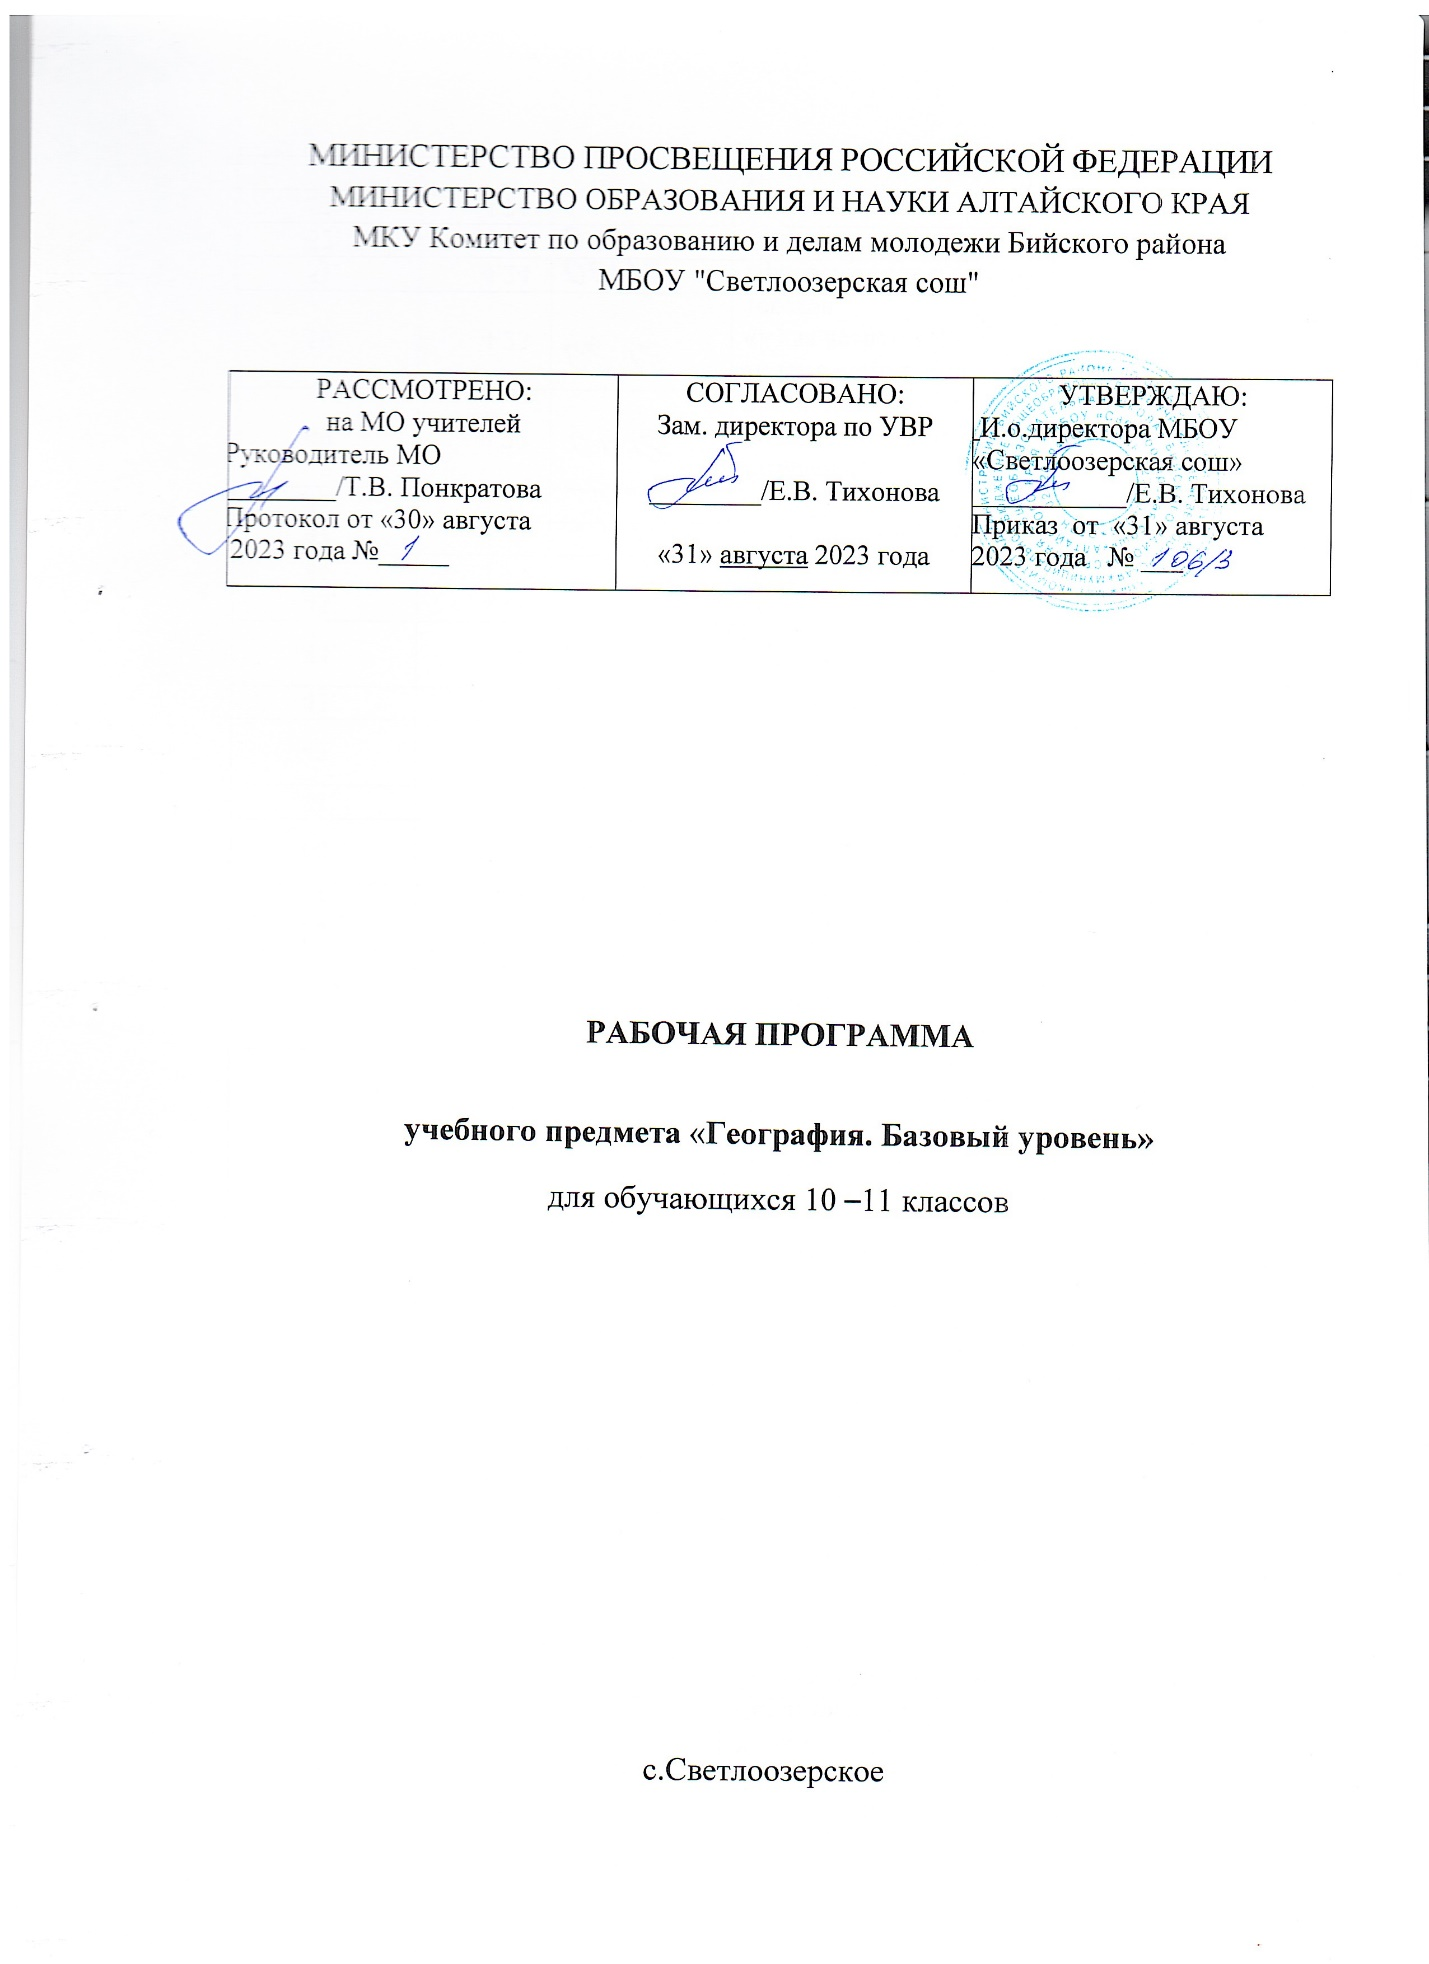 МИНИСТЕРСТВО ПРОСВЕЩЕНИЯ РОССИЙСКОЙ ФЕДЕРАЦИИ
МИНИСТЕРСТВО ОБРАЗОВАНИЯ И НАУКИ АЛТАЙСКОГО КРАЯ
МКУ Комитет по образованию и делам молодежи Бийского района
МБОУ "Светлоозерская сош"
РАССМОТРЕНО:
на МО учителей
Руководитель МО
________/Т.В. Понкратова
Протокол от «30» августа
2023 года № 1
СОГЛАСОВАНО:
Зам. директора по УВР
________/Е.В. Тихонова
«31» августа 2023 года
УТВЕРЖДАЮ:
И.о.директора МБОУ
«Светлоозерская сош»
___________/Е.В. Тихонова
Приказ от «31» августа
2023 года № 106/3
РАБОЧАЯ ПРОГРАММА
учебного предмета «География. Базовый уровень»
для обучающихся 10 –11 классов
с.Светлоозерское